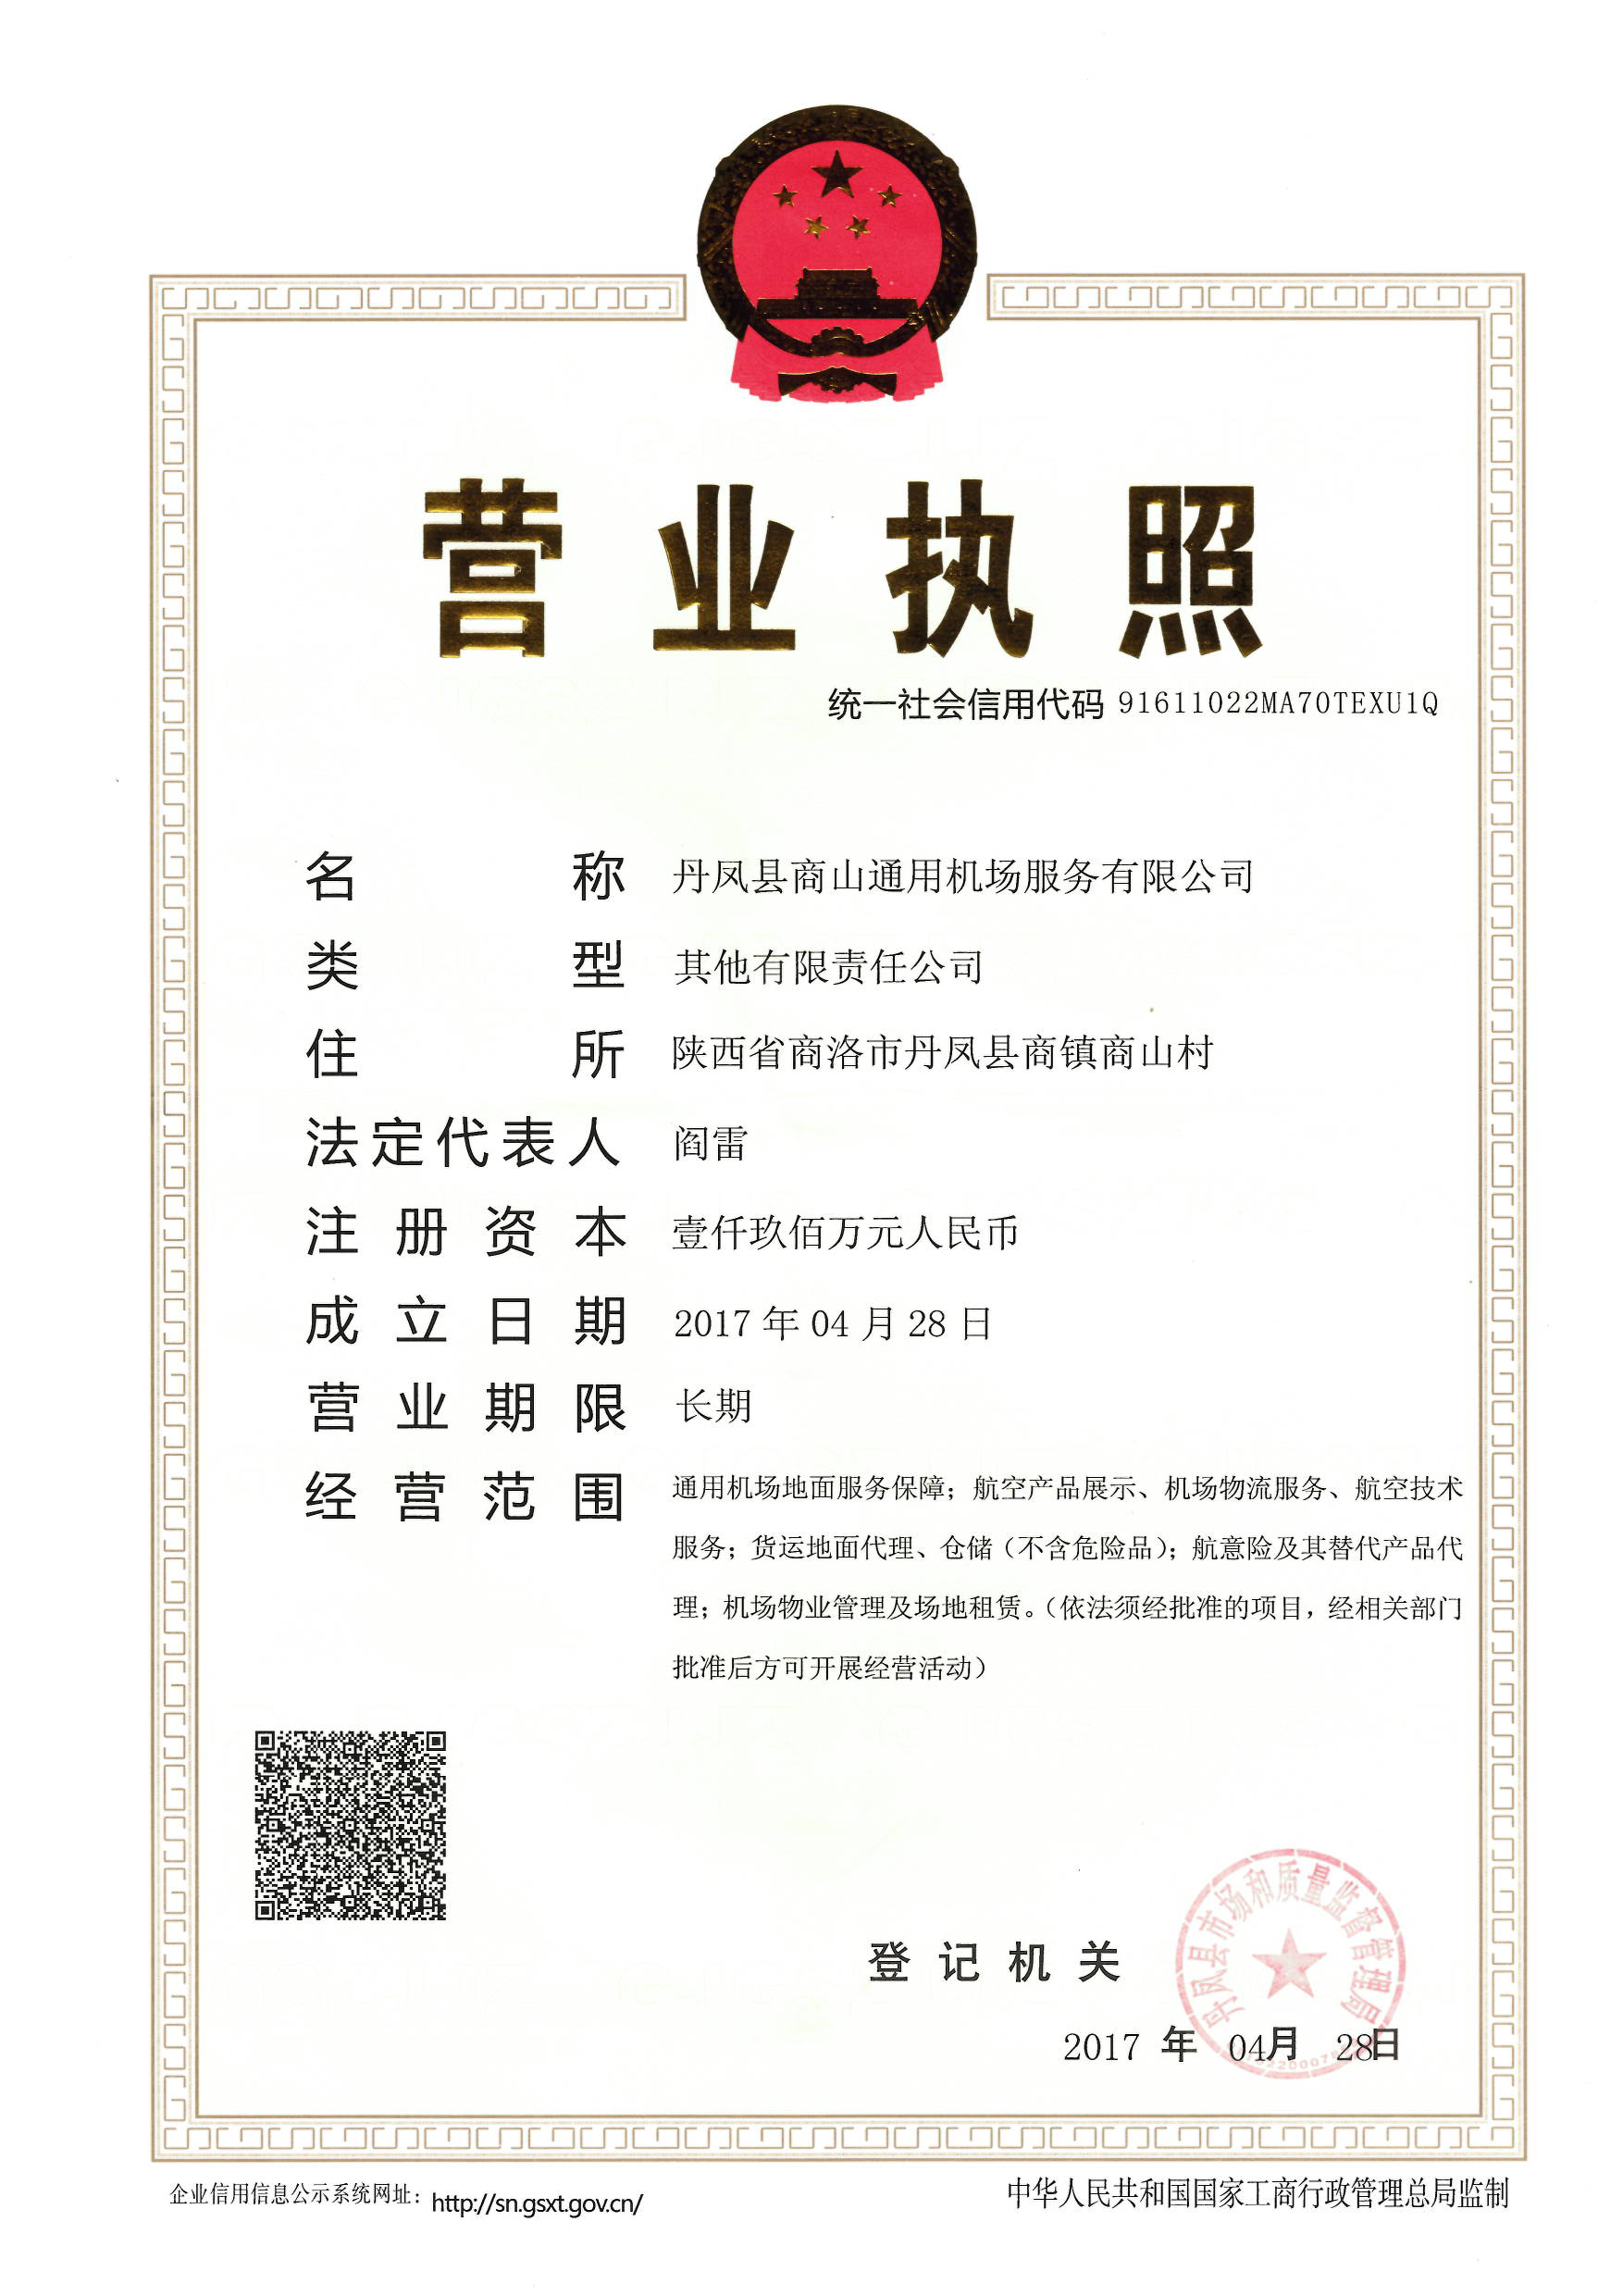 营业执照
统一社会信用代码 91611022MA70TEXU1Q
名称 丹凤县商山通用机场服务有限公司
类型 其他有限责任公司
住所 陕西省商洛市丹凤县商镇商山村
法定代表人 阎雷
注册资本 壹仟玖佰万元人民币
成立日期 2017年04月28日
营业期限 长期
经营范围 通用机场地面服务保障；航空产品展示、机场物流服务、航空技术
服务；货运地面代理、仓储（不含危险品）；航意险及其替代产品代
理；机场物业管理及场地租赁。（依法须经批准的项目，经相关部门
批准后方可开展经营活动）
丹凤县市场和质量监督管理局
登记机关
2017 年 04月 28日
企业信用信息公示系统网址：http://sn.gsxt.gov.cn/
中华人民共和国国家工商行政管理总局监制